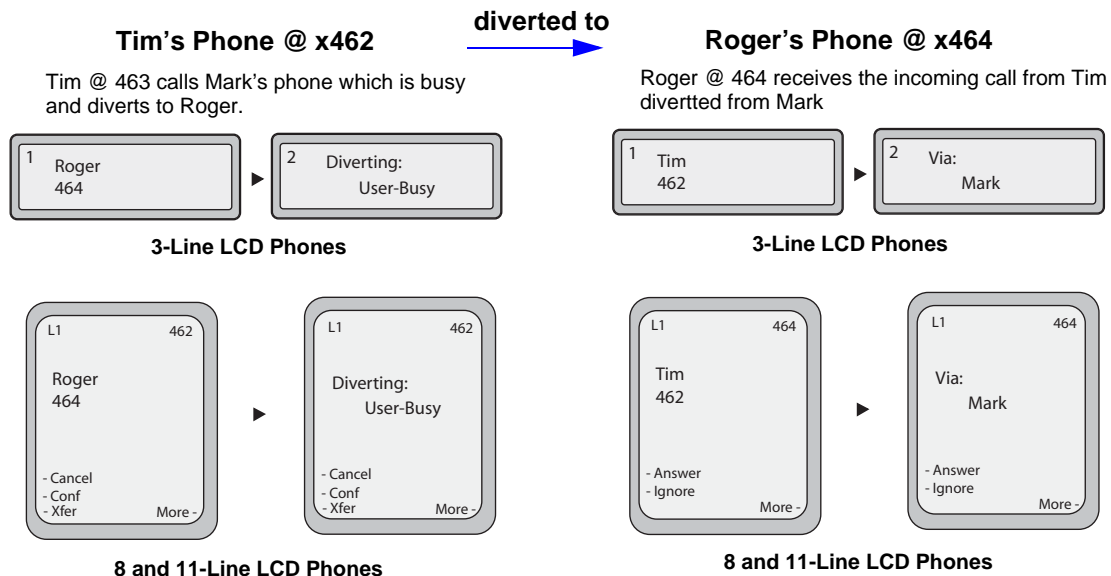 diverted to
Tim's Phone @ x462
Roger's Phone @ x464
Tim @ 463 calls Mark's phone which is busy
and diverts to Roger.
Roger @ 464 receives the incoming call from Tim
divertted from Mark
1
Roger
464
2
Diverting:
User-Busy
3-Line LCD Phones
1
Tim
462
2
Via:
Mark
3-Line LCD Phones
L1 462
Roger
464
- Cancel
- Conf
- Xfer More -
L1 462
Diverting:
User-Busy
- Cancel
- Conf
- Xfer More -
8 and 11-Line LCD Phones
L1 464
Tim
462
- Answer
- Ignore
More -
L1 464
Via:
Mark
- Answer
- Ignore
More -
8 and 11-Line LCD Phones